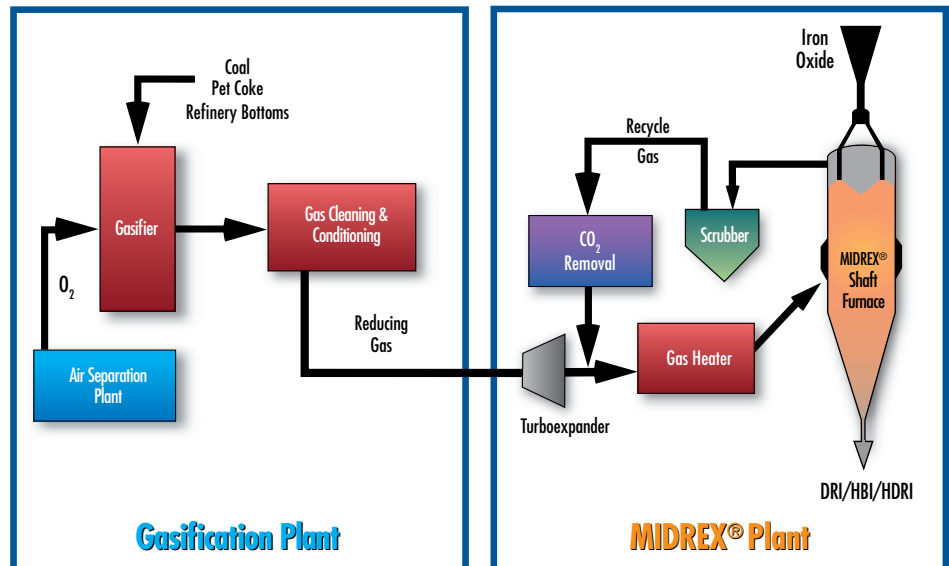 Coal
Pet Coke
Refinery Bottoms
Gasifier
Gas Cleaning &
Conditioning
O₂
Air Separation
Plant
Reducing
Gas
Gasification Plant
Iron
Oxide
Recycle
Gas
CO₂
Removal
Scrubber
MIDREX®
Shaft
Furnace
Gas Heater
Turboexpander
DRI/HBI/HDRI
MIDREX® Plant